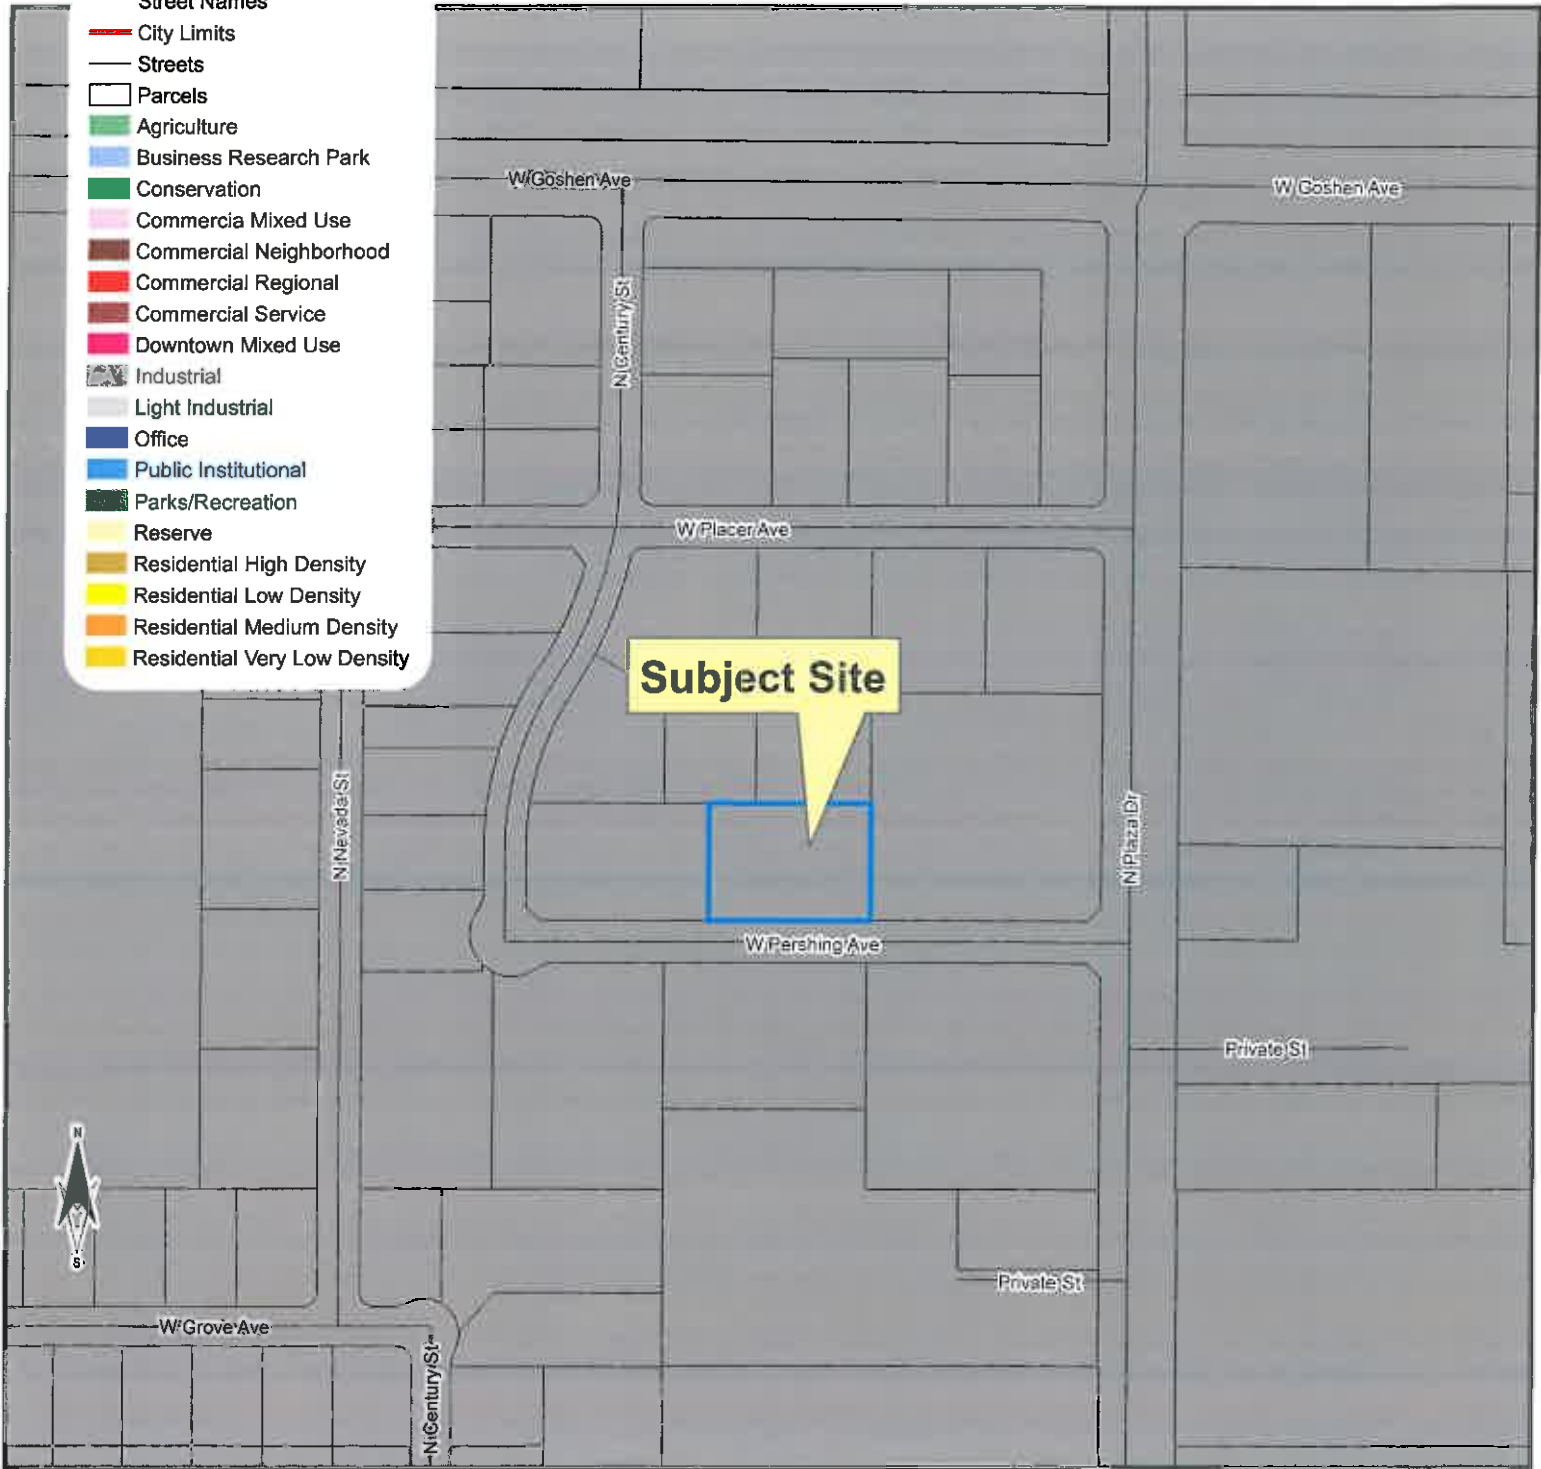 Street Names
City Limits
Streets
Parcels
Agriculture
Business Research Park
Conservation
Commercia Mixed Use
Commercial Neighborhood
Commercial Regional
Commercial Service
Downtown Mixed Use
Industrial
Light Industrial
Office
Public Institutional
Parks/Recreation
Reserve
Residential High Density
Residential Low Density
Residential Medium Density
Residential Very Low Density
W Goshen Ave
W Goshen Ave
N Century St
W Placer Ave
Subject Site
N Nevada St
N Plaza Dr
W Pershing Ave
Private St
N
S
Private St
W Grove Ave
N Century St